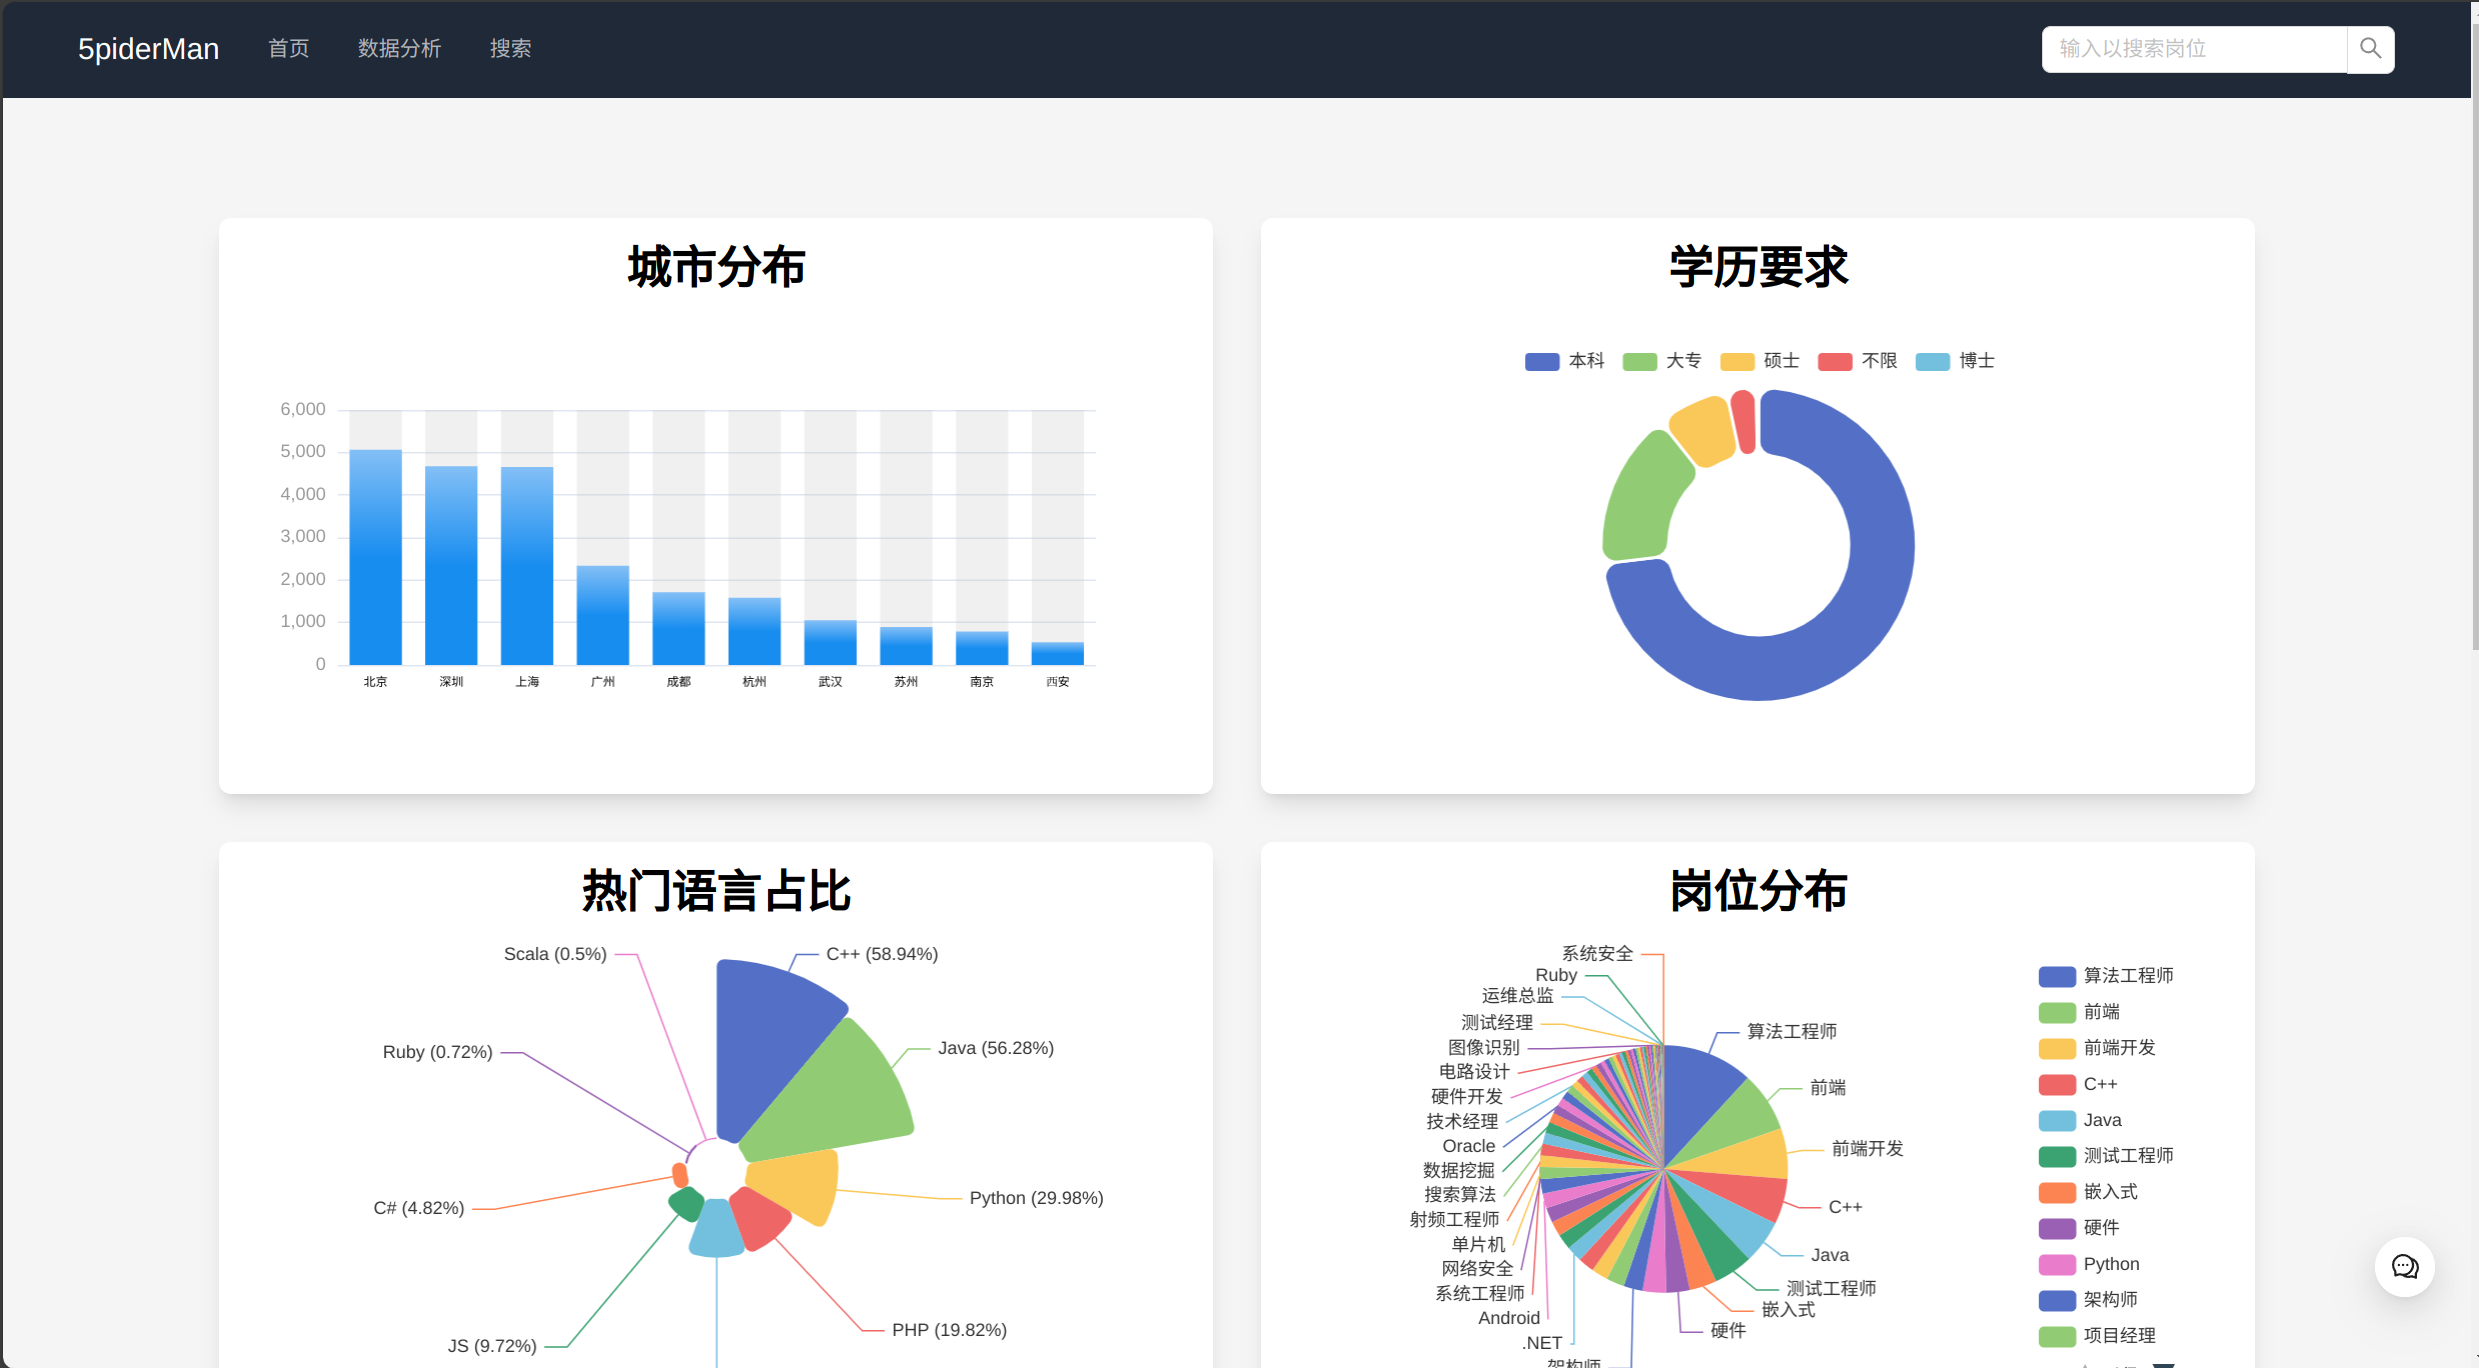 5piderMan 首页 数据分析 搜索 输入以搜索岗位
城市分布
6,000
5,000
4,000
3,000
2,000
1,000
0
北京 深圳 上海 广州 成都 杭州 武汉 苏州 南京 西安
学历要求
本科 大专 硕士 不限 博士
热门语言占比
Scala (0.5%)
C++ (58.94%)
Ruby (0.72%)
Java (56.28%)
C# (4.82%)
Python (29.98%)
JS (9.72%)
PHP (19.82%)
岗位分布
系统安全
Ruby
运维总监
测试经理
图像识别
电路设计
硬件开发
技术经理
Oracle
数据挖掘
搜索算法
射频工程师
单片机
网络安全
系统工程师
Android
.NET
架构师
算法工程师
前端
前端开发
C++
Java
测试工程师
嵌入式
硬件
算法工程师
前端
前端开发
C++
Java
测试工程师
嵌入式
硬件
Python
架构师
项目经理